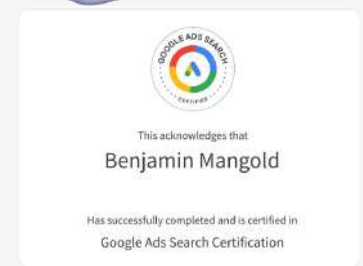 GOOGLE ADS SEARCH
CERTIFIED
This acknowledges that
Benjamin Mangold
Has successfully completed and is certified in
Google Ads Search Certification